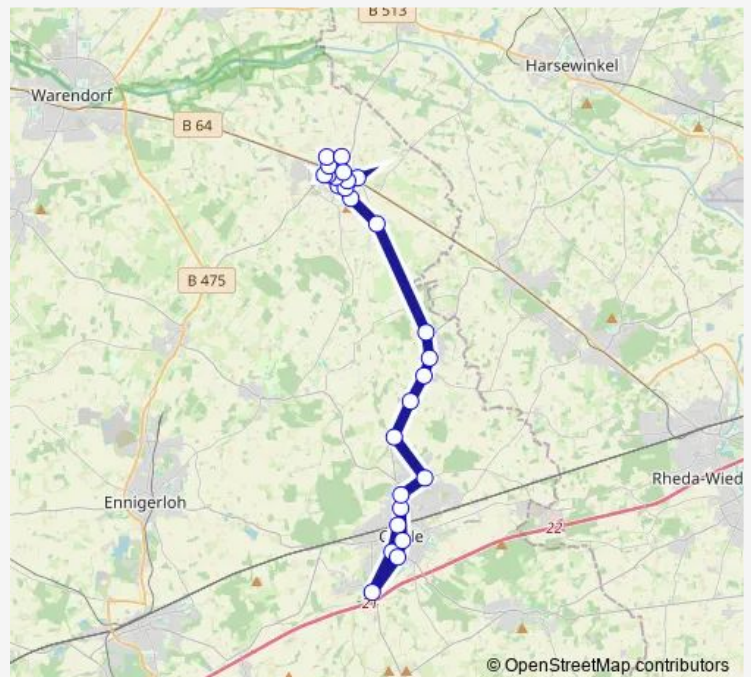 B 513
Harsewinkel
Warendorf
B 64
B 475
Ennigerloh
Rheda-Wied
22
21
© OpenStreetMap contributors